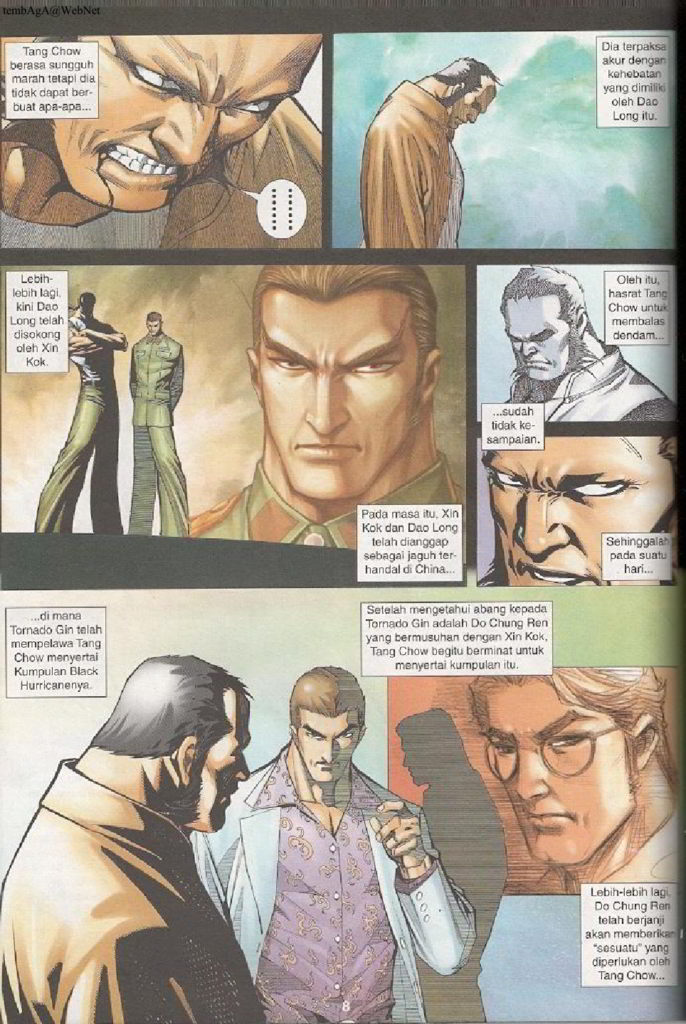 tembAgA@WebNet
Tang Chow
berasa sungguh
marah tetapi dia
tidak dapat ber-
buat apa-apa...
Dia terpaksa
akur dengan
kehebatan
yang dimiliki
oleh Dao
Long itu.
Lebih-
lebih lagi,
kini Dao
Long telah
disokong
oleh Xin
Kok.
Pada masa itu, Xin
Kok dan Dao Long
telah dianggap
sebagai jaguh ter-
handal di China...
Oleh itu,
hasrat Tang
Chow untuk
membalas
dendam...
...sudah
tidak ke-
sampaian.
Sehinggalah
pada suatu
hari...
...di mana
Tornado Gin telah
mempelawa Tang
Chow menyertai
Kumpulan Black
Hurricanenya.
Setelah mengetahui abang kepada
Tornado Gin adalah Do Chung Ren
yang bermusuhan dengan Xin Kok,
Tang Chow begitu berminat untuk
menyertai kumpulan itu.
Lebih-lebih lagi,
Do Chung Ren
telah berjanji
akan memberikan
"sesuatu" yang
diperlukan oleh
Tang Chow...
8